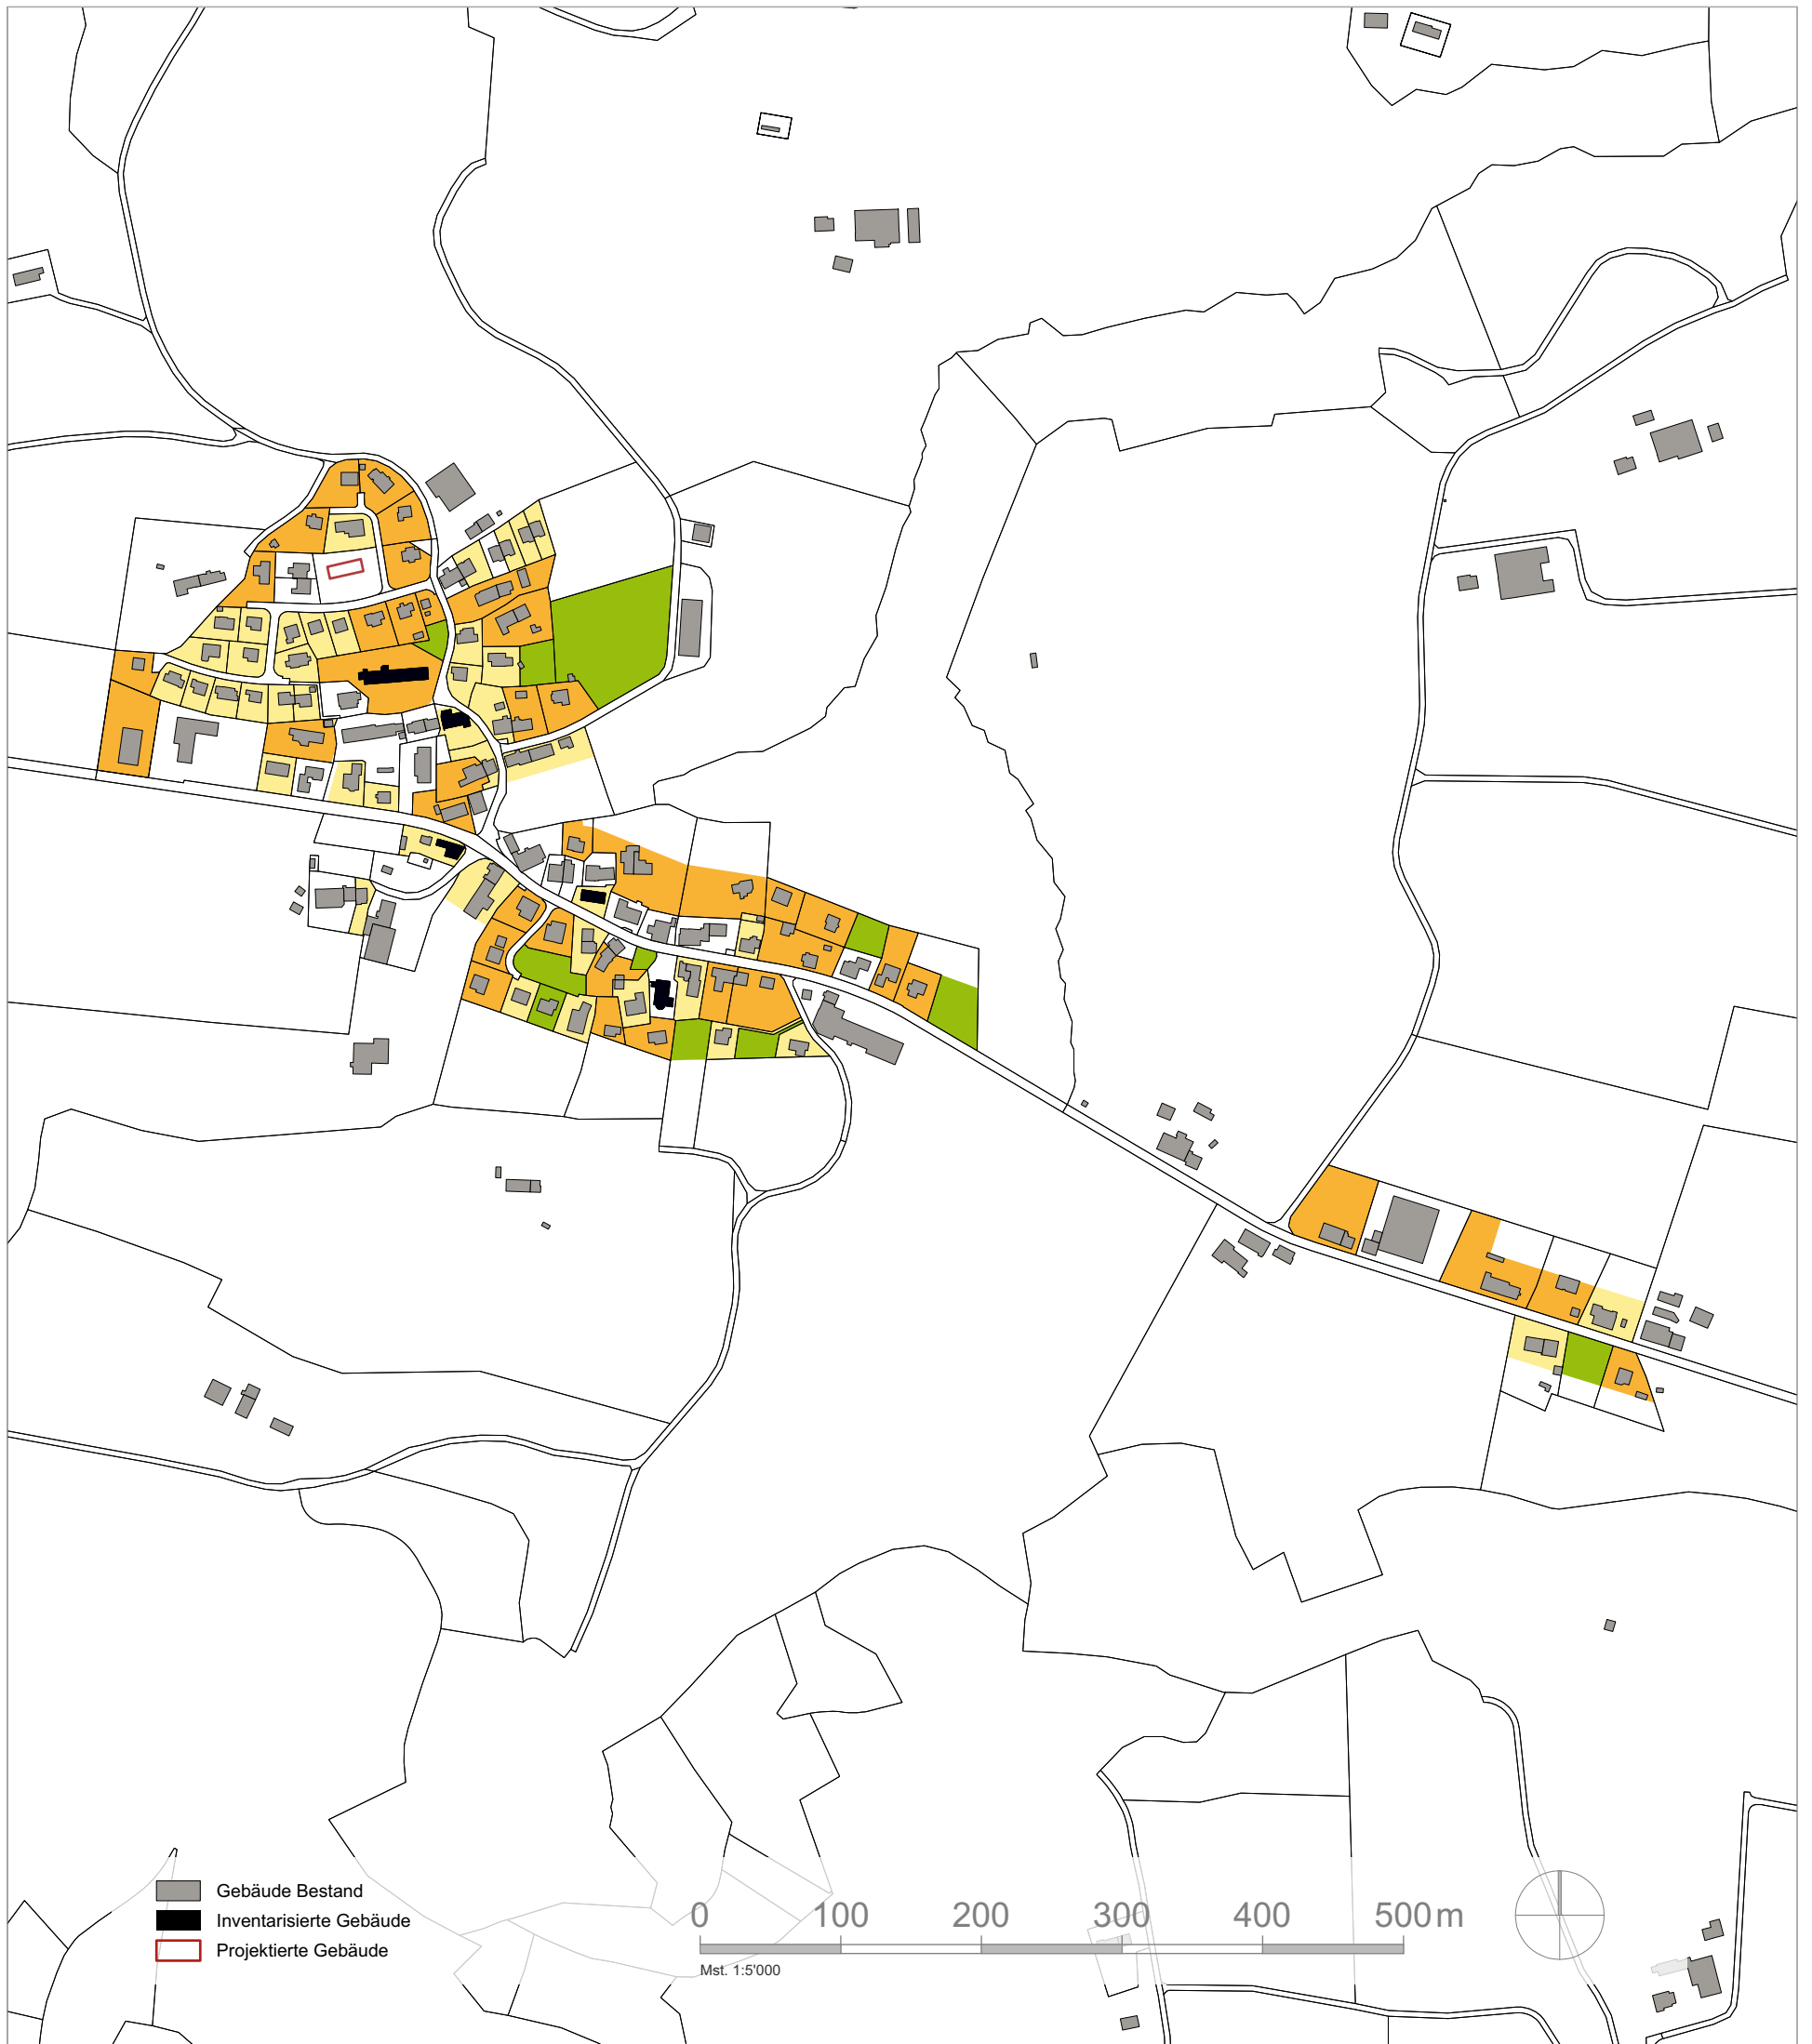 Gebäude Bestand
Inventarisierte Gebäude
Projektierte Gebäude
0 100 200 300 400 500 m
Mst. 1:5'000